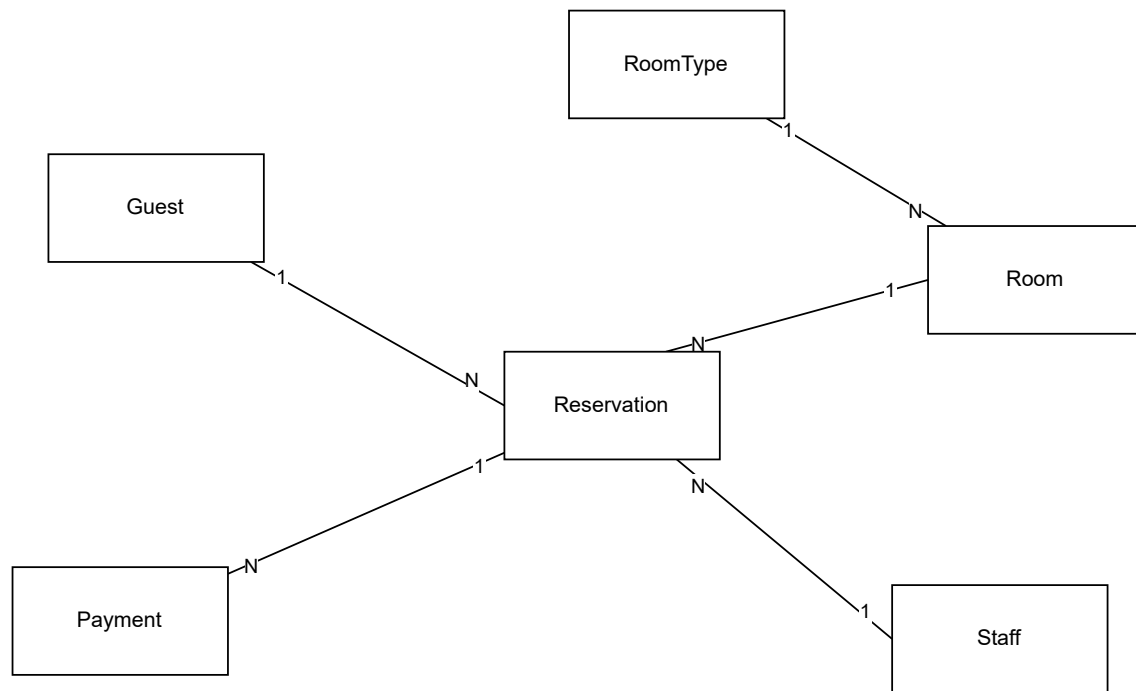 RoomType
1
Guest
N
1
Room
1
N
N
Reservation
1
N
N
1
Payment
Staff